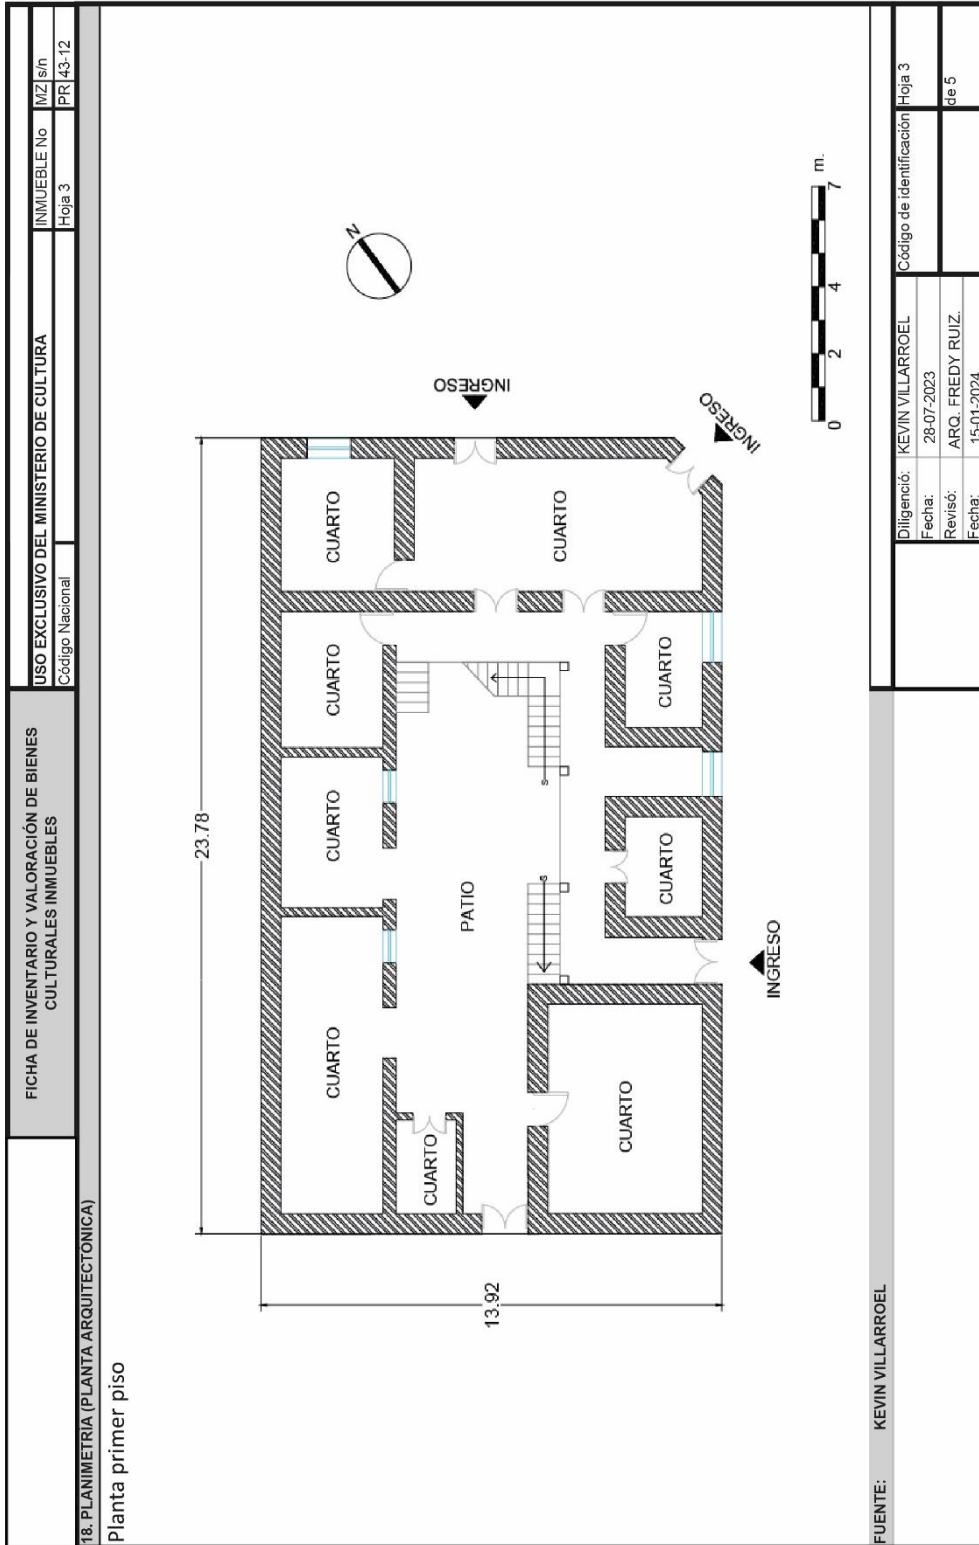 FICHA DE INVENTARIO Y VALORACIÓN DE BIENES
CULTURALES INMUEBLES
USO EXCLUSIVO DEL MINISTERIO DE CULTURA
Código Nacional
INMUEBLE No
Hoja 3
MZ s/n
PR 43-12
18. PLANIMETRIA (PLANTA ARQUITECTONICA)
Planta primer piso
23.78
13.92
CUARTO
CUARTO
CUARTO
CUARTO
CUARTO
PATIO
CUARTO
CUARTO
CUARTO
CUARTO
CUARTO
S
S
INGRESO
INGRESO
INGRESO
N
0 2 4 7 m.
FUENTE: KEVIN VILLARROEL
Diligenció: KEVIN VILLARROEL
Fecha: 28-07-2023
Revisó: ARQ. FREDY RUIZ.
Fecha: 15-01-2024
Código de identificación
Hoja 3
de 5